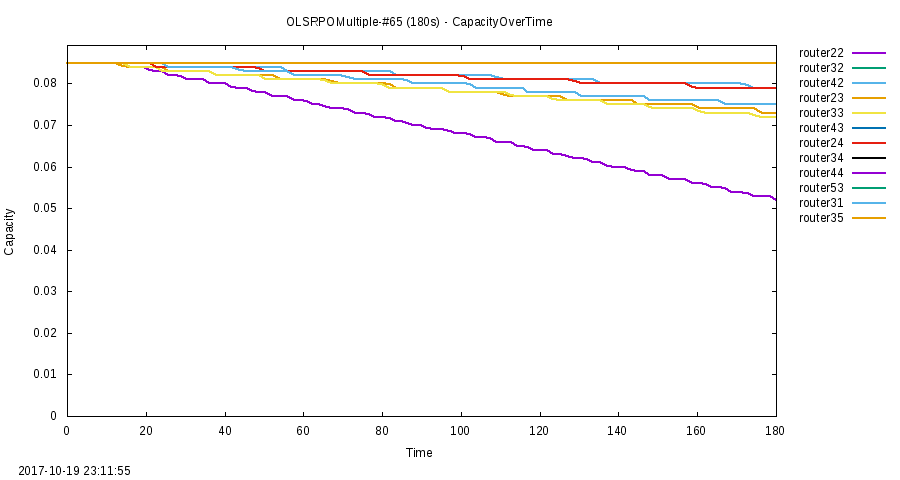 OLSRPOMultiple-#65 (180s) - CapacityOverTime
router22
router32
router42
router23
router33
router43
router24
router34
router44
router53
router31
router35
0.08
0.07
0.06
0.05
0.04
0.03
0.02
0.01
0
Capacity
0 20 40 60 80 100 120 140 160 180
Time
2017-10-19 23:11:55